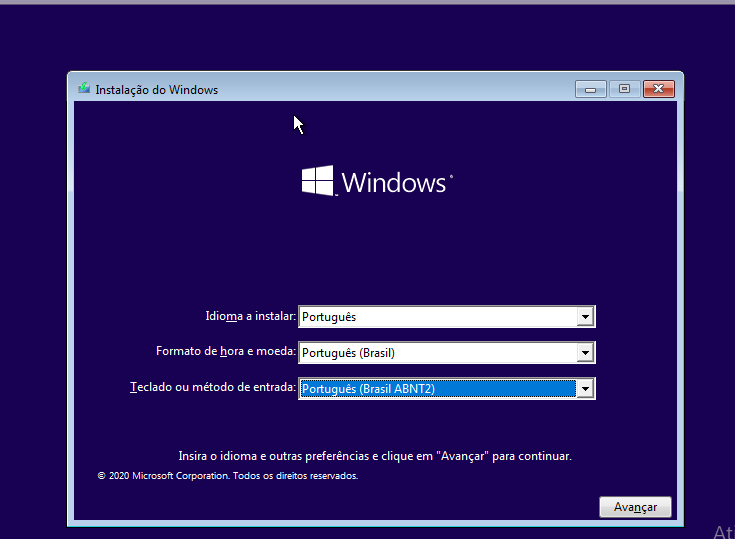 Instalação do Windows
Windows
Idioma a instalar: Português
Formato de hora e moeda: Português (Brasil)
Teclado ou método de entrada: Português (Brasil ABNT2)
Insira o idioma e outras preferências e clique em "Avançar" para continuar.
© 2020 Microsoft Corporation. Todos os direitos reservados.
Avançar
At